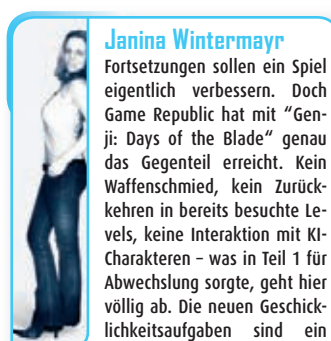 Janina Wintermayr
Fortsetzungen sollen ein Spiel
eigentlich verbessern. Doch
Game Republic hat mit “Gen-
ji: Days of the Blade” genau
das Gegenteil erreicht. Kein
Waffenschmied, kein Zurück-
kehren in bereits besuchte Le-
vels, keine Interaktion mit KI-
Charakteren – was in Teil 1 für
Abwechslung sorgte, geht hier
völlig ab. Die neuen Geschick-
lichkeitsaufgaben sind ein